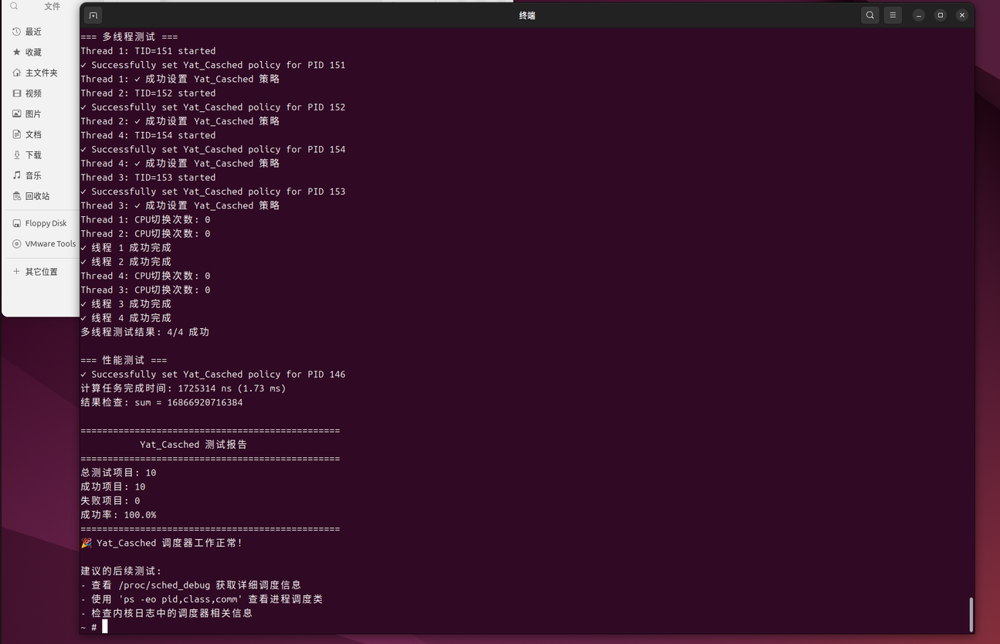 文件
最近
收藏
主文件夹
视频
图片
文档
下载
音乐
回收站
Floppy Disk
VMware Tools
其它位置
终端
=== 多线程测试 ===
Thread 1: TID=151 started
✓ Successfully set Yat_Casched policy for PID 151
Thread 1: ✓ 成功设置 Yat_Casched 策略
Thread 2: TID=152 started
✓ Successfully set Yat_Casched policy for PID 152
Thread 2: ✓ 成功设置 Yat_Casched 策略
Thread 4: TID=154 started
✓ Successfully set Yat_Casched policy for PID 154
Thread 4: ✓ 成功设置 Yat_Casched 策略
Thread 3: TID=153 started
✓ Successfully set Yat_Casched policy for PID 153
Thread 3: ✓ 成功设置 Yat_Casched 策略
Thread 1: CPU切换次数: 0
Thread 2: CPU切换次数: 0
✓ 线程 1 成功完成
✓ 线程 2 成功完成
Thread 4: CPU切换次数: 0
Thread 3: CPU切换次数: 0
✓ 线程 3 成功完成
✓ 线程 4 成功完成
多线程测试结果: 4/4 成功
=== 性能测试 ===
✓ Successfully set Yat_Casched policy for PID 146
计算任务完成时间: 1725314 ns (1.73 ms)
结果检查: sum = 16866920716384
================================================
Yat_Casched 测试报告
================================================
总测试项目: 10
成功项目: 10
失败项目: 0
成功率: 100.0%
================================================
🎉 Yat_Casched 调度器工作正常!
建议的后续测试:
- 查看 /proc/sched_debug 获取详细调度信息
- 使用 'ps -eo pid,class,comm' 查看进程调度类
- 检查内核日志中的调度器相关信息
~ #